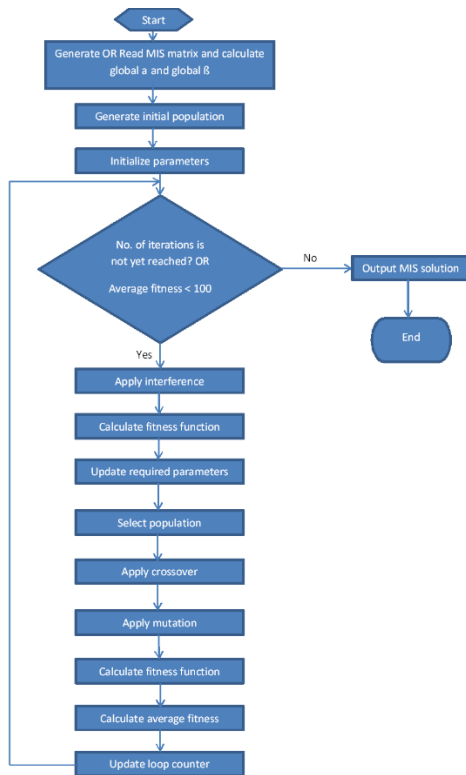 Start
Generate OR Read MIS matrix and calculate
global a and global ß
Generate initial population
Initialize parameters
No. of iterations is
not yet reached? OR
Average fitness < 100
No
Output MIS solution
End
Yes
Apply interference
Calculate fitness function
Update required parameters
Select population
Apply crossover
Apply mutation
Calculate fitness function
Calculate average fitness
Update loop counter